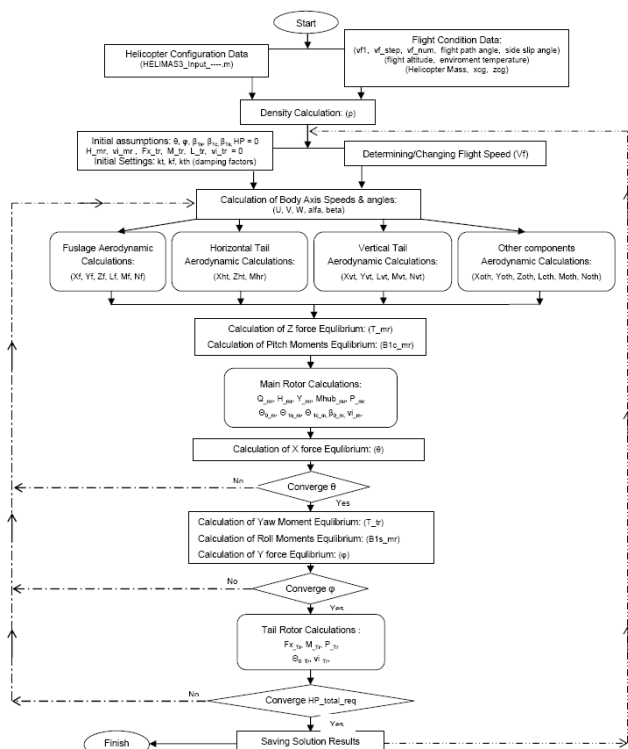 Start
Helicopter Configuration Data
(HELIMAS3_Input_----.m)
Flight Condition Data:
(vf1, vf_step, vf_num, flight path angle, side slip angle)
(flight altitude, enviroment temperature)
(Helicopter Mass, xcg, zcg)
Density Calculation: (ρ)
Initial assumptions: θ, φ, HP = 0
H_mr, vi_mr , Fx_tr, M_tr, L_tr, vi_tr = 0
Initial Settings: kt, kf, kth (damping factors)
Determining/Changing Flight Speed (Vf)
Calculation of Body Axis Speeds & angles:
(U, V, W, alfa, beta)
Fuslage Aerodynamic
Calculations:
(Xf, Yf, Zf, Lf, Mf, Nf)
Horizontal Tail
Aerodynamic Calculations:
(Xht, Zht, Mhr)
Vertical Tail
Aerodynamic Calculations:
(Xvt, Yvt, Lvt, Mvt, Nvt)
Other components
Aerodynamic Calculations:
(Xoth, Yoth, Zoth, Loth, Moth, Noth)
Calculation of Z force Equlibrium: (T_mr)
Calculation of Pitch Moments Equlibrium: (B1c_mr)
Main Rotor Calculations:
Q_mr, H_mr, Y_mr, Mhub_mr, P_mr
Calculation of X force Equlibrium: (θ)
No
Converge θ
Yes
Calculation of Yaw Moment Equlibrium: (T_tr)
Calculation of Roll Moments Equlibrium: (B1s_mr)
Calculation of Y force Equlibrium: (φ)
No
Converge φ
Yes
Tail Rotor Calculations :
Fx_Tr, M_Tr, P_Tr
Θ0_Tr, vi_Tr,
No
Converge HP_total_req
Yes
Finish
Saving Solution Results